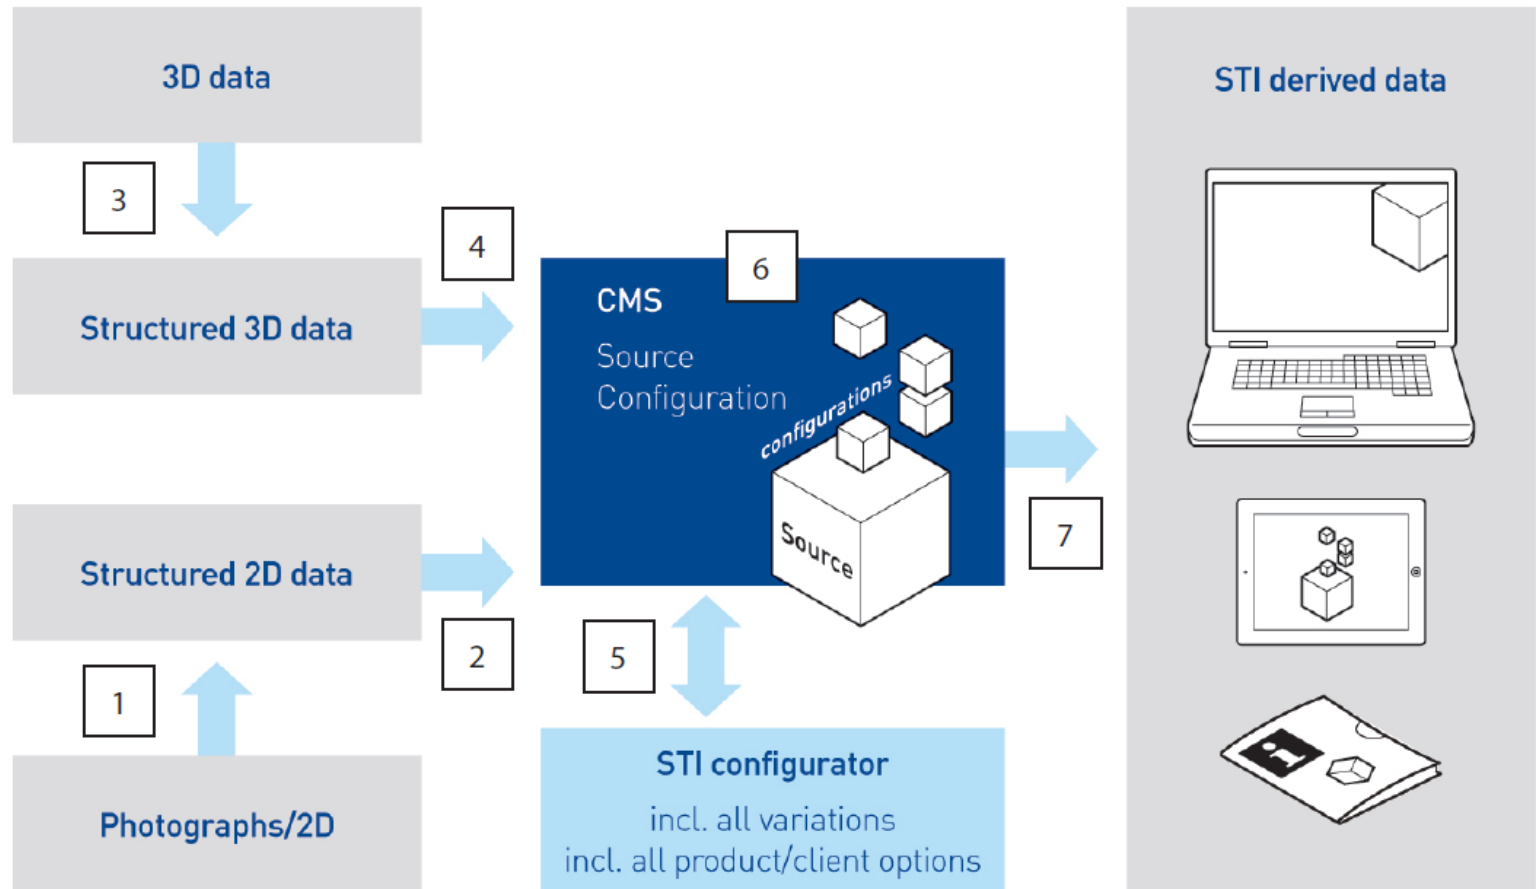 3D data
3
Structured 3D data
4
Structured 2D data
2
1
Photographs/2D
CMS
6
Source
Configuration
configurations
Source
5
STI configurator
incl. all variations
incl. all product/client options
7
STI derived data
i